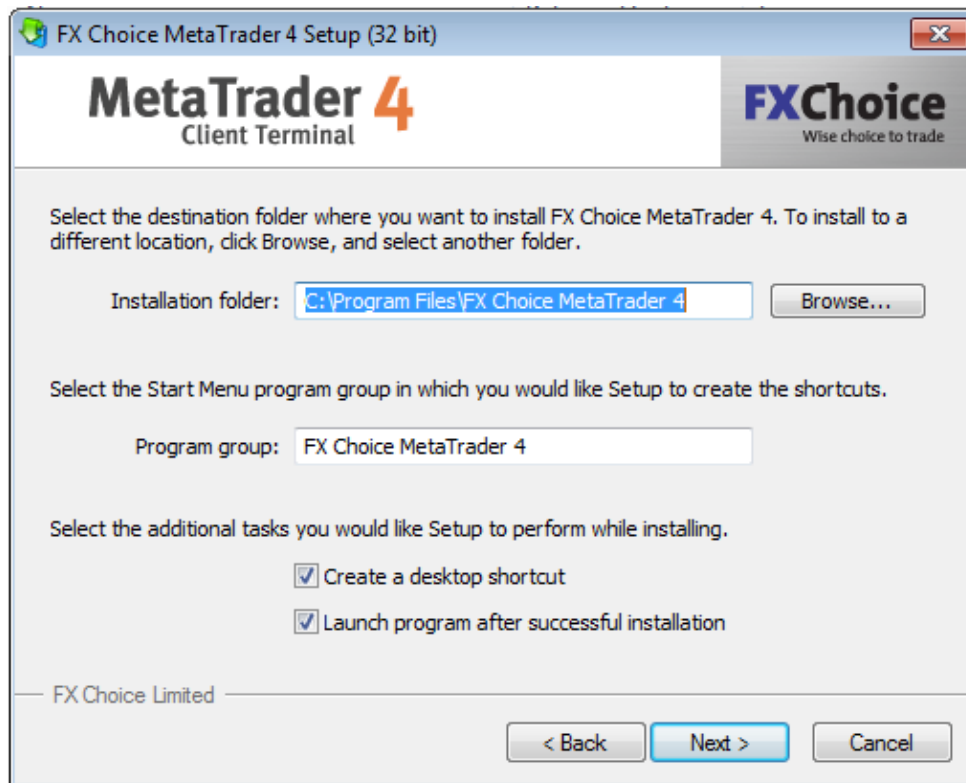 FX Choice MetaTrader 4 Setup (32 bit)
MetaTrader 4
Client Terminal
FXChoice
Wise choice to trade
Select the destination folder where you want to install FX Choice MetaTrader 4. To install to a
different location, click Browse, and select another folder.
Installation folder: C:\Program Files\FX Choice MetaTrader 4 Browse...
Select the Start Menu program group in which you would like Setup to create the shortcuts.
Program group: FX Choice MetaTrader 4
Select the additional tasks you would like Setup to perform while installing.
Create a desktop shortcut
Launch program after successful installation
FX Choice Limited
< Back Next > Cancel